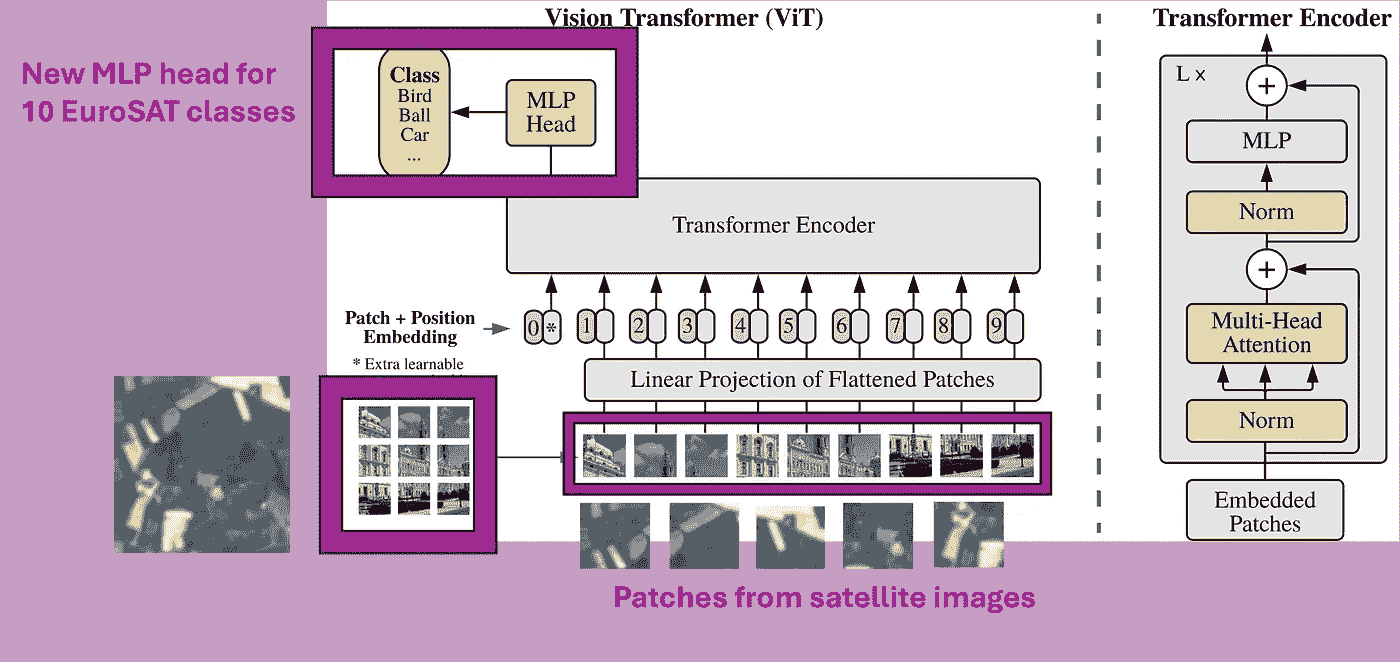 Vision Transformer (ViT)
Transformer Encoder
New MLP head for
10 EuroSAT classes
Class
Bird
Ball
Car
...
MLP
Head
Transformer Encoder
Patch + Position
Embedding
* Extra learnable
0 *
1
2
3
4
5
6
7
8
9
Linear Projection of Flattened Patches
Patches from satellite images
L x
+
MLP
Norm
+
Multi-Head
Attention
Norm
Embedded
Patches